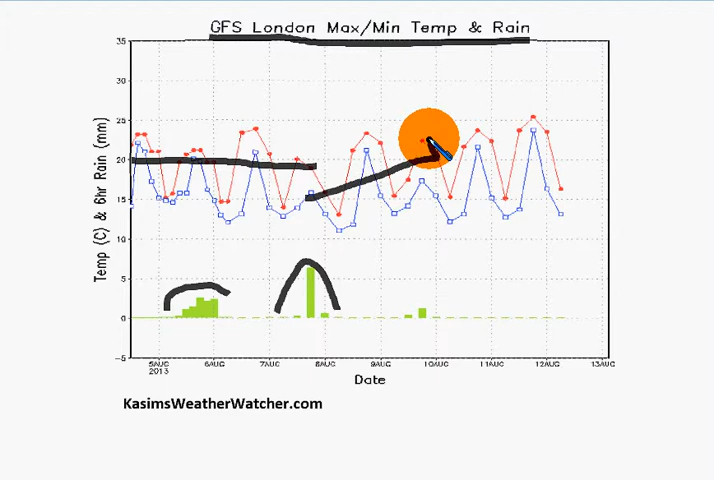 GFS London Max/Min Temp & Rain
Temp (C) & 6hr Rain (mm)
35
30
25
20
15
10
5
0
-5
5AUG 6AUG 7AUG 8AUG 9AUG 10AUG 11AUG 12AUG 13AUG
2013
Date
KasimsWeatherWatcher.com